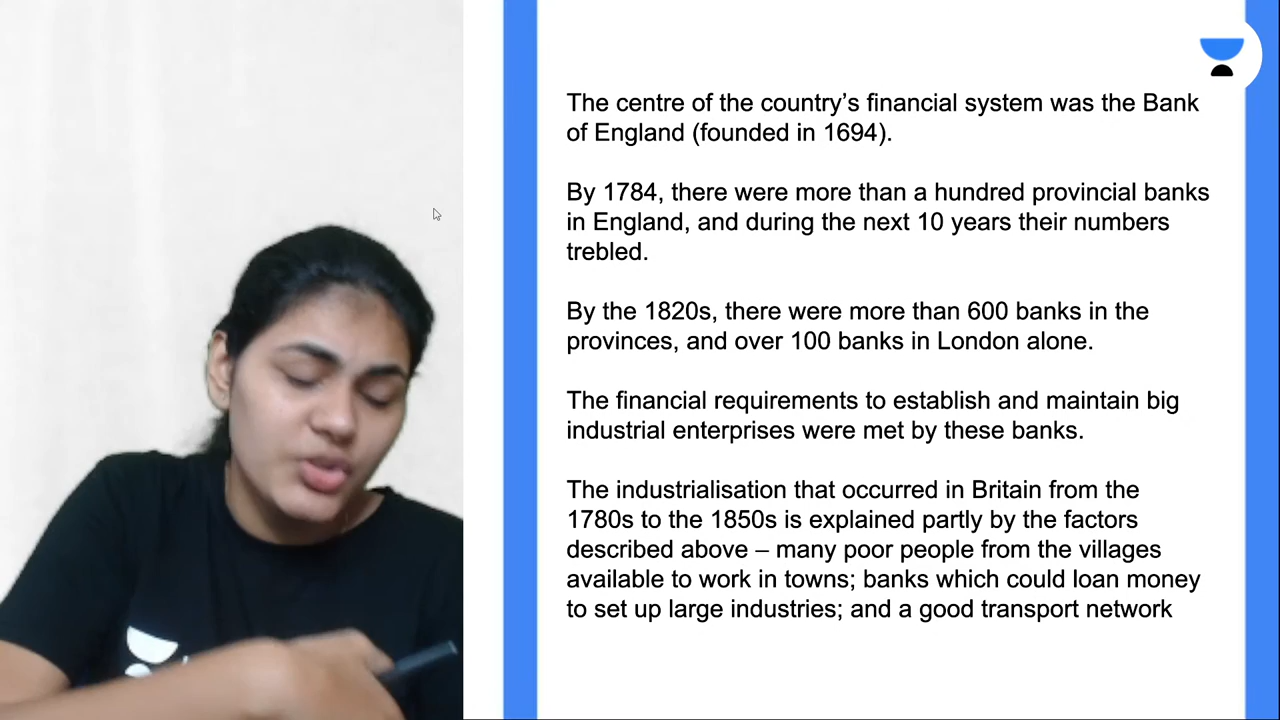 The centre of the country’s financial system was the Bank
of England (founded in 1694).
By 1784, there were more than a hundred provincial banks
in England, and during the next 10 years their numbers
trebled.
By the 1820s, there were more than 600 banks in the
provinces, and over 100 banks in London alone.
The financial requirements to establish and maintain big
industrial enterprises were met by these banks.
The industrialisation that occurred in Britain from the
1780s to the 1850s is explained partly by the factors
described above – many poor people from the villages
available to work in towns; banks which could loan money
to set up large industries; and a good transport network